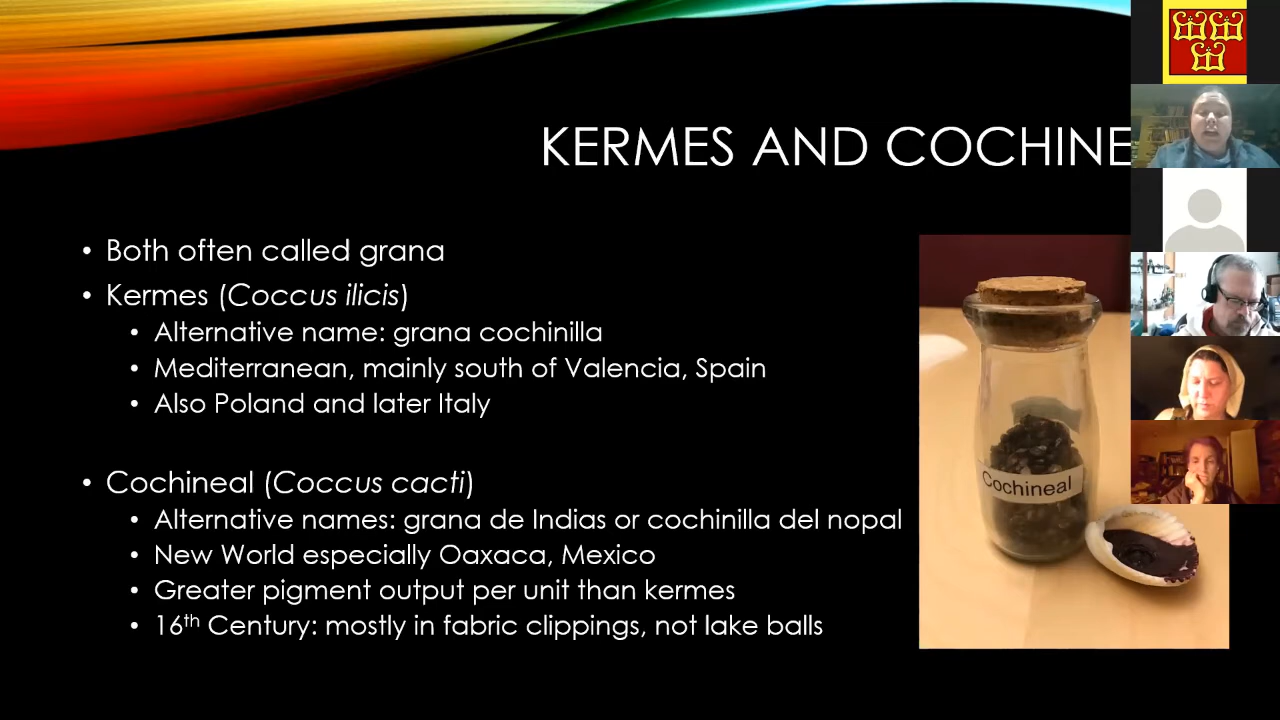 KERMES AND COCHINE
• Both often called grana
• Kermes (Coccus ilicis)
• Alternative name: grana cochinilla
• Mediterranean, mainly south of Valencia, Spain
• Also Poland and later Italy
• Cochineal (Coccus cacti)
• Alternative names: grana de Indias or cochinilla del nopal
• New World especially Oaxaca, Mexico
• Greater pigment output per unit than kermes
• 16th Century: mostly in fabric clippings, not lake balls
Cochineal